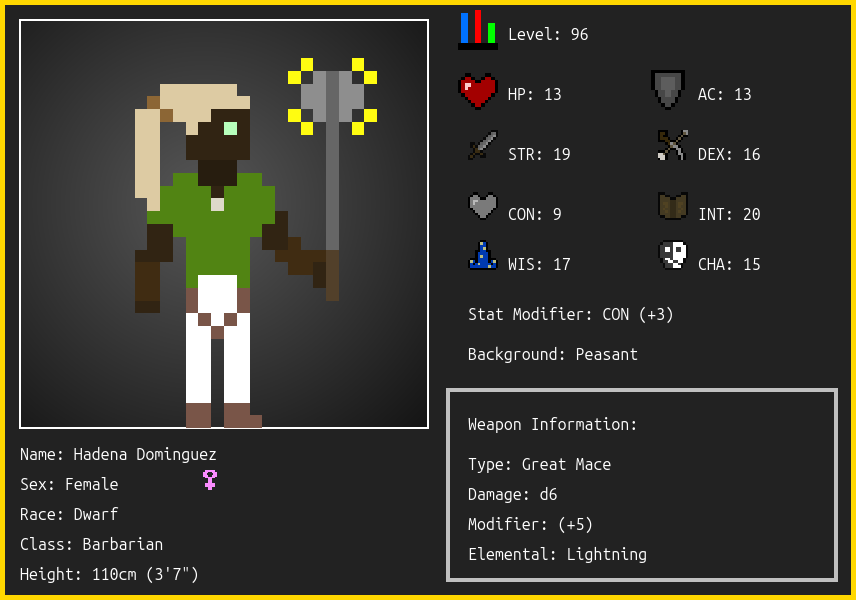 Level: 96
HP: 13
AC: 13
STR: 19
DEX: 16
CON: 9
INT: 20
WIS: 17
CHA: 15
Stat Modifier: CON (+3)
Background: Peasant
Weapon Information:
Type: Great Mace
Damage: d6
Modifier: (+5)
Elemental: Lightning
Name: Hadena Dominguez
Sex: Female
Race: Dwarf
Class: Barbarian
Height: 110cm (3'7")